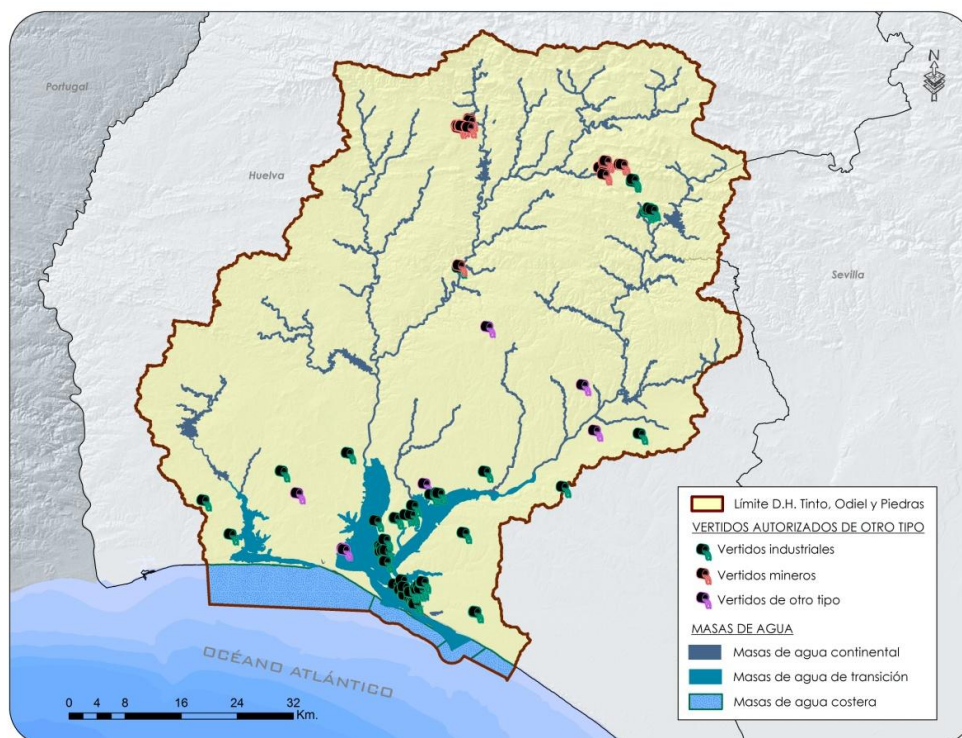 Portugal
N
Huelva
Sevilla
Límite D.H. Tinto, Odiel y Piedras
VERTIDOS AUTORIZADOS DE OTRO TIPO
Vertidos industriales
Vertidos mineros
Vertidos de otro tipo
MASAS DE AGUA
Masas de agua continental
Masas de agua de transición
Masas de agua costera
OCÉANO ATLÁNTICO
0 2 4 8 16 24 32
Km.